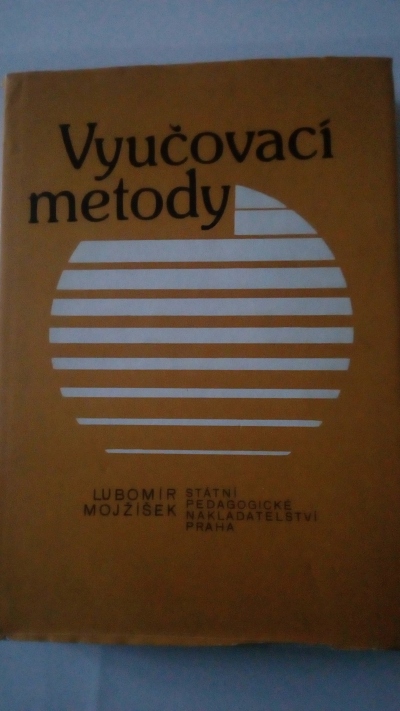 Vyučovací
metody
LUBOMÍR
MOJŽÍŠEK
STÁTNÍ
PEDAGOGICKÉ
NAKLADATELSTVÍ
PRAHA